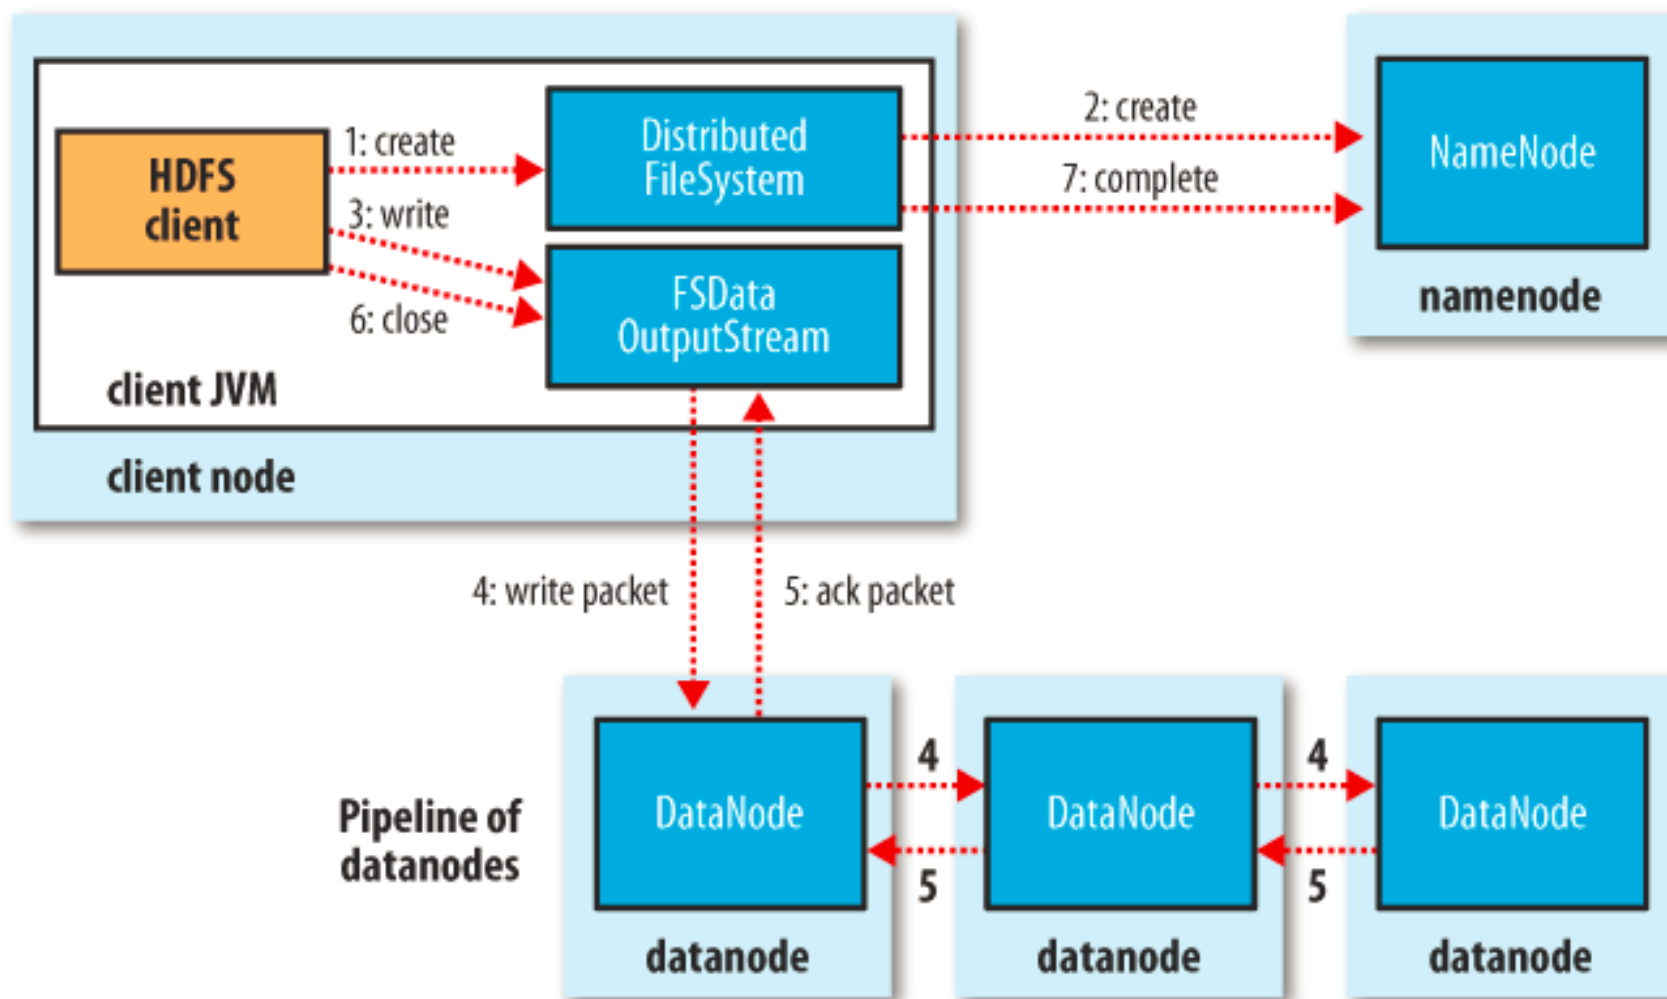 HDFS
client
1: create
3: write
6: close
Distributed
FileSystem
FSData
OutputStream
client JVM
client node
2: create
7: complete
NameNode
namenode
4: write packet
5: ack packet
Pipeline of
datanodes
DataNode
datanode
4
5
DataNode
datanode
4
5
DataNode
datanode